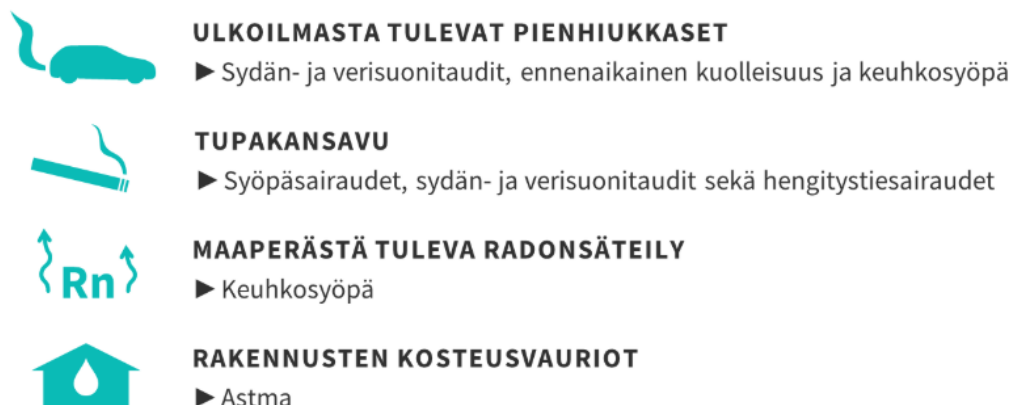 ULKOILMASTA TULEVAT PIENHIUKKASET
▶ Sydän- ja verisuonitaudit, ennenaikainen kuolleisuus ja keuhkosyöpä
TUPAKANSAVU
▶ Syöpäsairaudet, sydän- ja verisuonitaudit sekä hengitystiesairaudet
MAAPERÄSTÄ TULEVA RADONSÄTEILY
Rn
▶ Keuhkosyöpä
RAKENNUSTEN KOSTEUSVAURIOT
▶ Astma